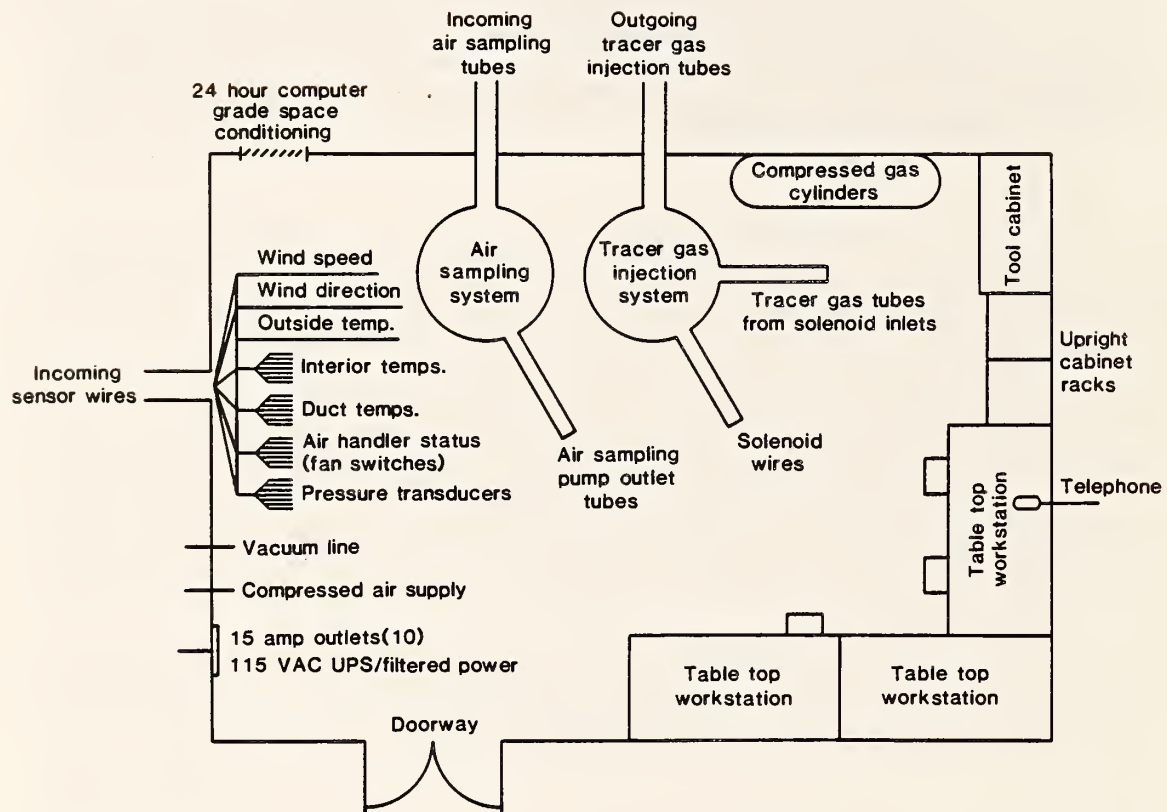 Incoming
air sampling
tubes
Outgoing
tracer gas
injection tubes
24 hour computer
grade space
conditioning
Compressed gas
cylinders
Tool cabinet
Air
sampling
system
Tracer gas
injection
system
Tracer gas tubes
from solenoid inlets
Wind speed
Wind direction
Outside temp.
Interior temps.
Duct temps.
Air handler status
(fan switches)
Pressure transducers
Incoming
sensor wires
Upright
cabinet
racks
Air sampling
pump outlet
tubes
Solenoid
wires
Telephone
Table top
workstation
Vacuum line
Compressed air supply
15 amp outlets(10)
115 VAC UPS/filtered power
Table top
workstation
Table top
workstation
Doorway